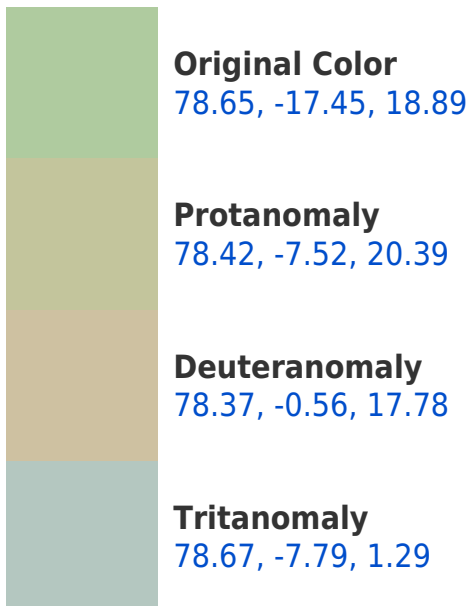 Original Color
78.65, -17.45, 18.89
Protanomaly
78.42, -7.52, 20.39
Deuteranomaly
78.37, -0.56, 17.78
Tritanomaly
78.67, -7.79, 1.29